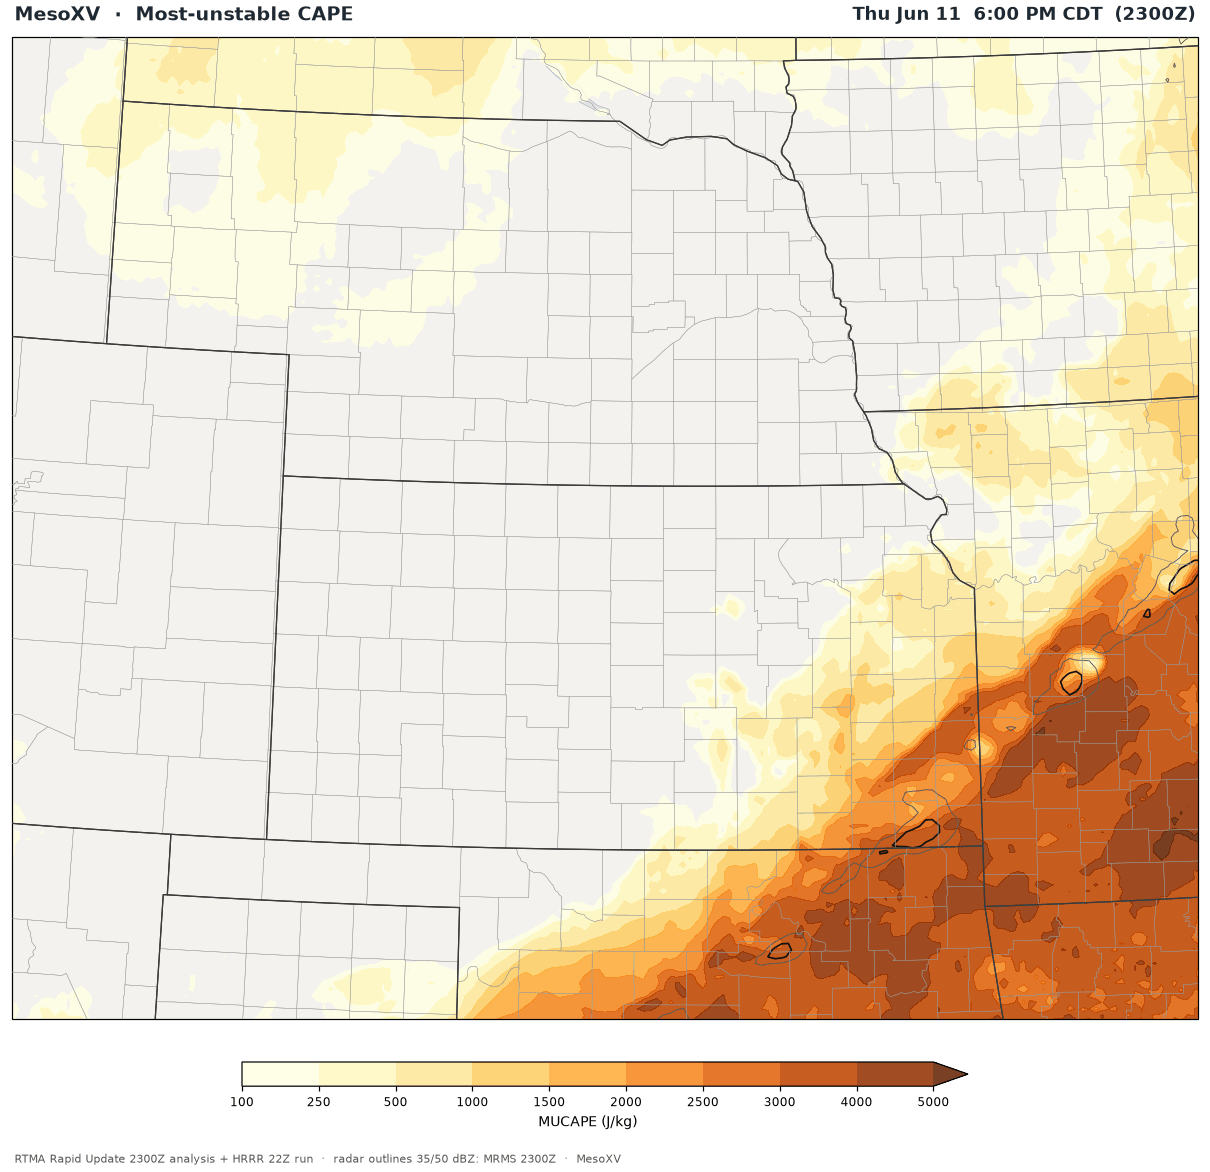 MesoXV · Most-unstable CAPE
Thu Jun 11 6:00 PM CDT (2300Z)
100 250 500 1000 1500 2000 2500 3000 4000 5000
MUCAPE (J/kg)
RTMA Rapid Update 2300Z analysis + HRRR 22Z run · radar outlines 35/50 dBZ: MRMS 2300Z · MesoXV